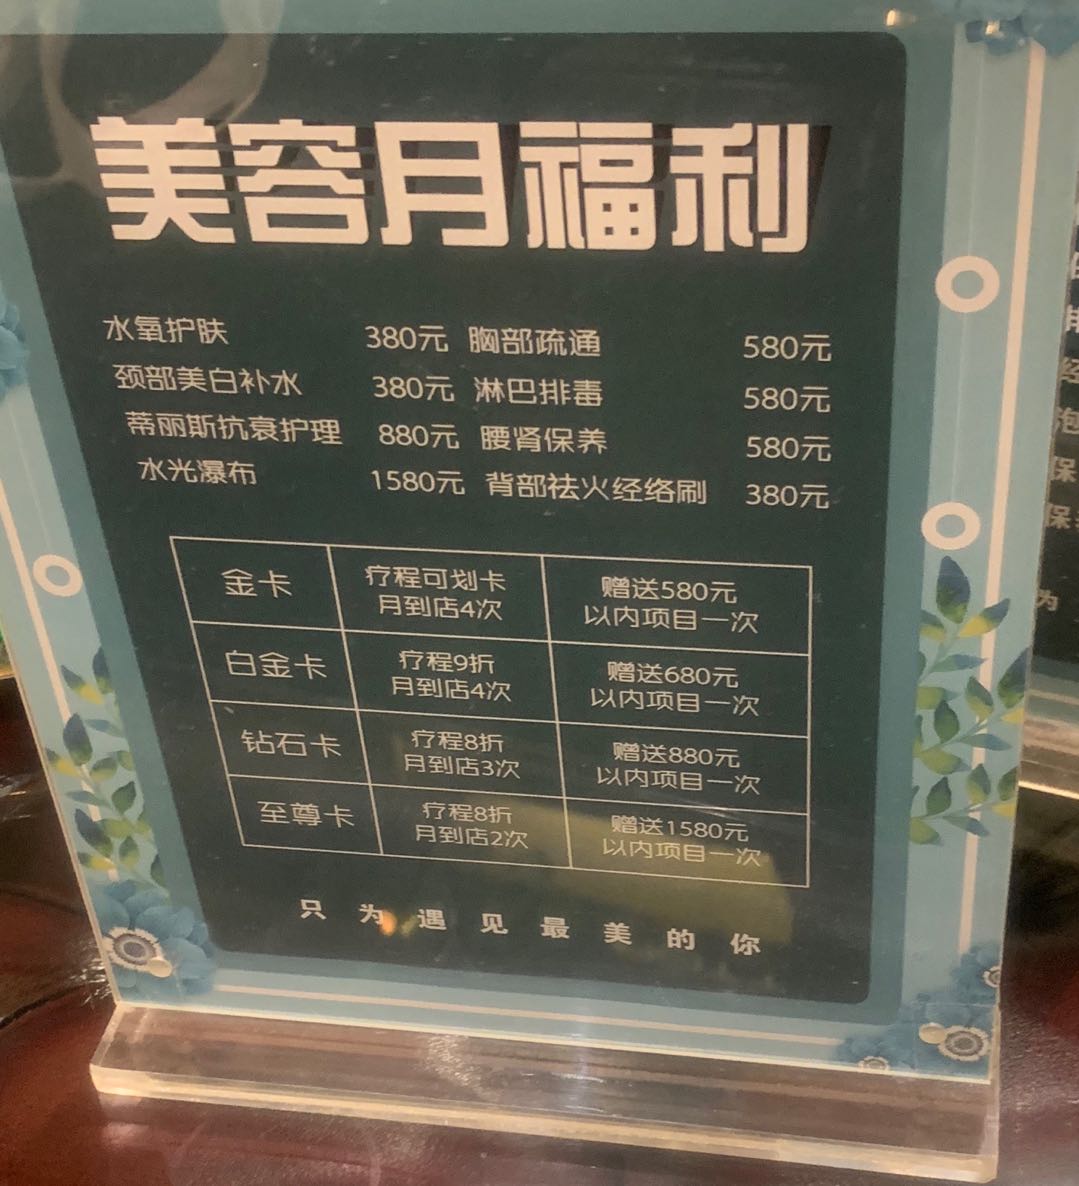 美容月福利
水氧护肤 380元 胸部疏通 580元
颈部美白补水 380元 淋巴排毒 580元
蒂丽斯抗衰护理 880元 腰肾保养 580元
水光瀑布 1580元 背部祛火经络刷 380元
金卡 疗程可划卡 赠送580元
月到店4次 以内项目一次
白金卡 疗程9折 赠送680元
月到店4次 以内项目一次
钻石卡 疗程8折 赠送880元
月到店3次 以内项目一次
至尊卡 疗程8折 赠送1580元
月到店2次 以内项目一次
只为遇见最美的你